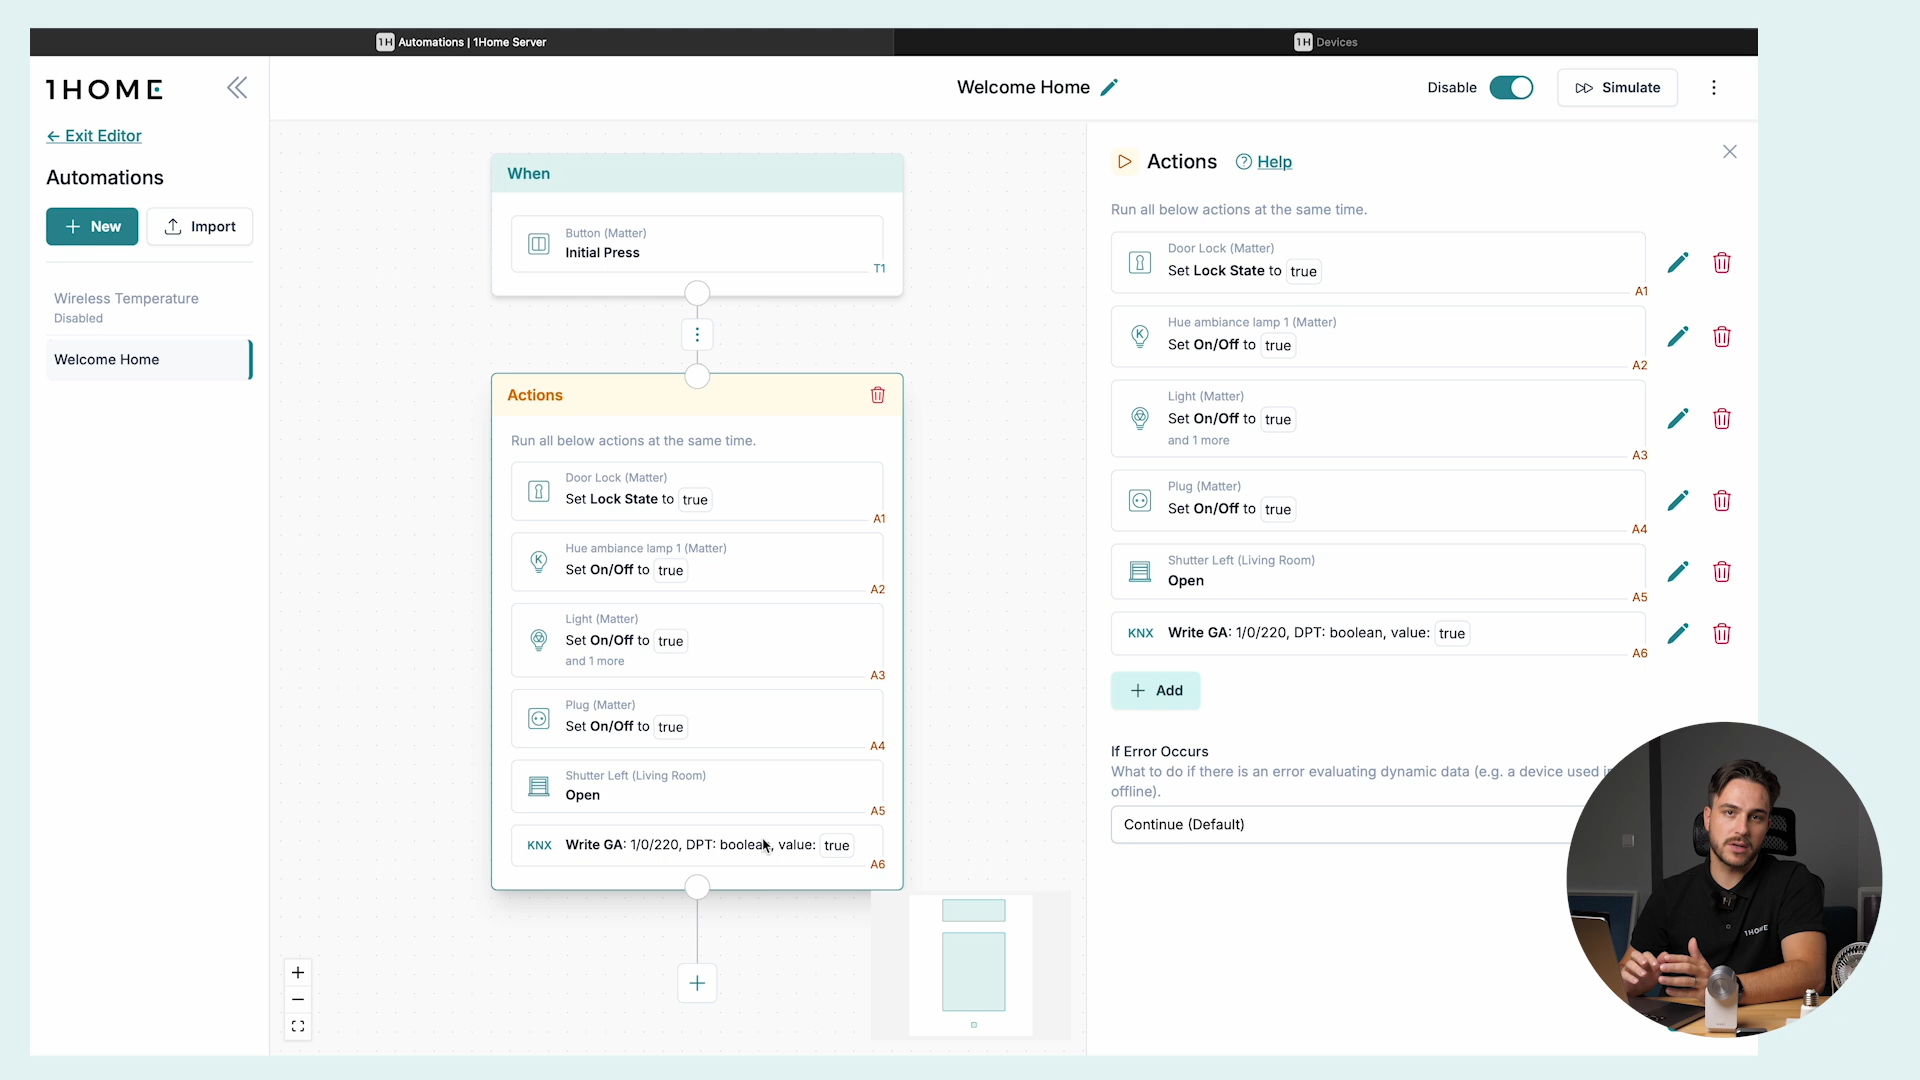 1H Automations | 1Home Server
1H Devices
1HOME
← Exit Editor
Automations
+ New
Import
Wireless Temperature
Disabled
Welcome Home
Welcome Home
Disable
Simulate
When
Button (Matter)
Initial Press
T1
Actions
Run all below actions at the same time.
Door Lock (Matter)
Set Lock State to true
A1
Hue ambiance lamp 1 (Matter)
Set On/Off to true
A2
Light (Matter)
Set On/Off to true
and 1 more
A3
Plug (Matter)
Set On/Off to true
A4
Shutter Left (Living Room)
Open
A5
KNX Write GA: 1/0/220, DPT: boolean, value: true
A6
Actions
Help
Run all below actions at the same time.
Door Lock (Matter)
Set Lock State to true
A1
Hue ambiance lamp 1 (Matter)
Set On/Off to true
A2
Light (Matter)
Set On/Off to true
and 1 more
A3
Plug (Matter)
Set On/Off to true
A4
Shutter Left (Living Room)
Open
A5
KNX Write GA: 1/0/220, DPT: boolean, value: true
A6
+ Add
If Error Occurs
What to do if there is an error evaluating dynamic data (e.g. a device used
offline).
Continue (Default)
1HOME